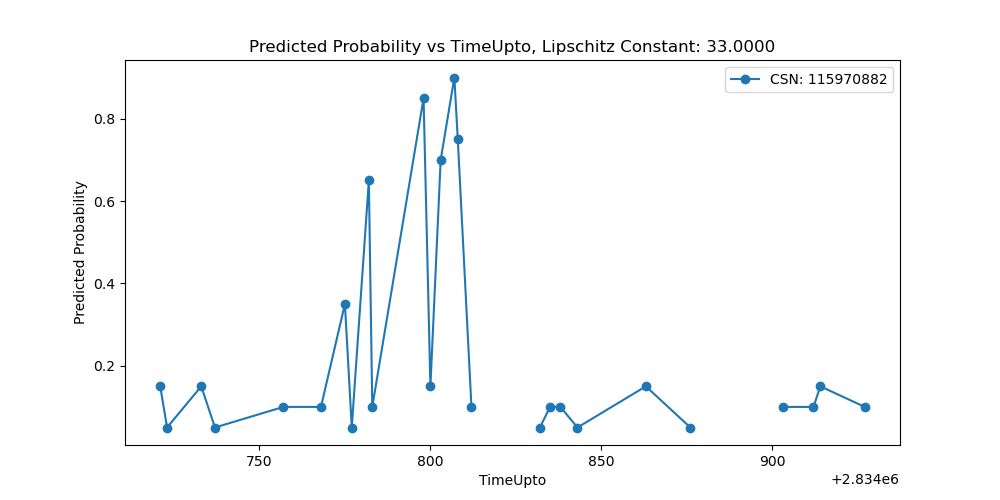 Predicted Probability vs TimeUpto, Lipschitz Constant: 33.0000
CSN: 115970882
Predicted Probability
0.8
0.6
0.4
0.2
750
800
850
900
TimeUpto
+2.834e6